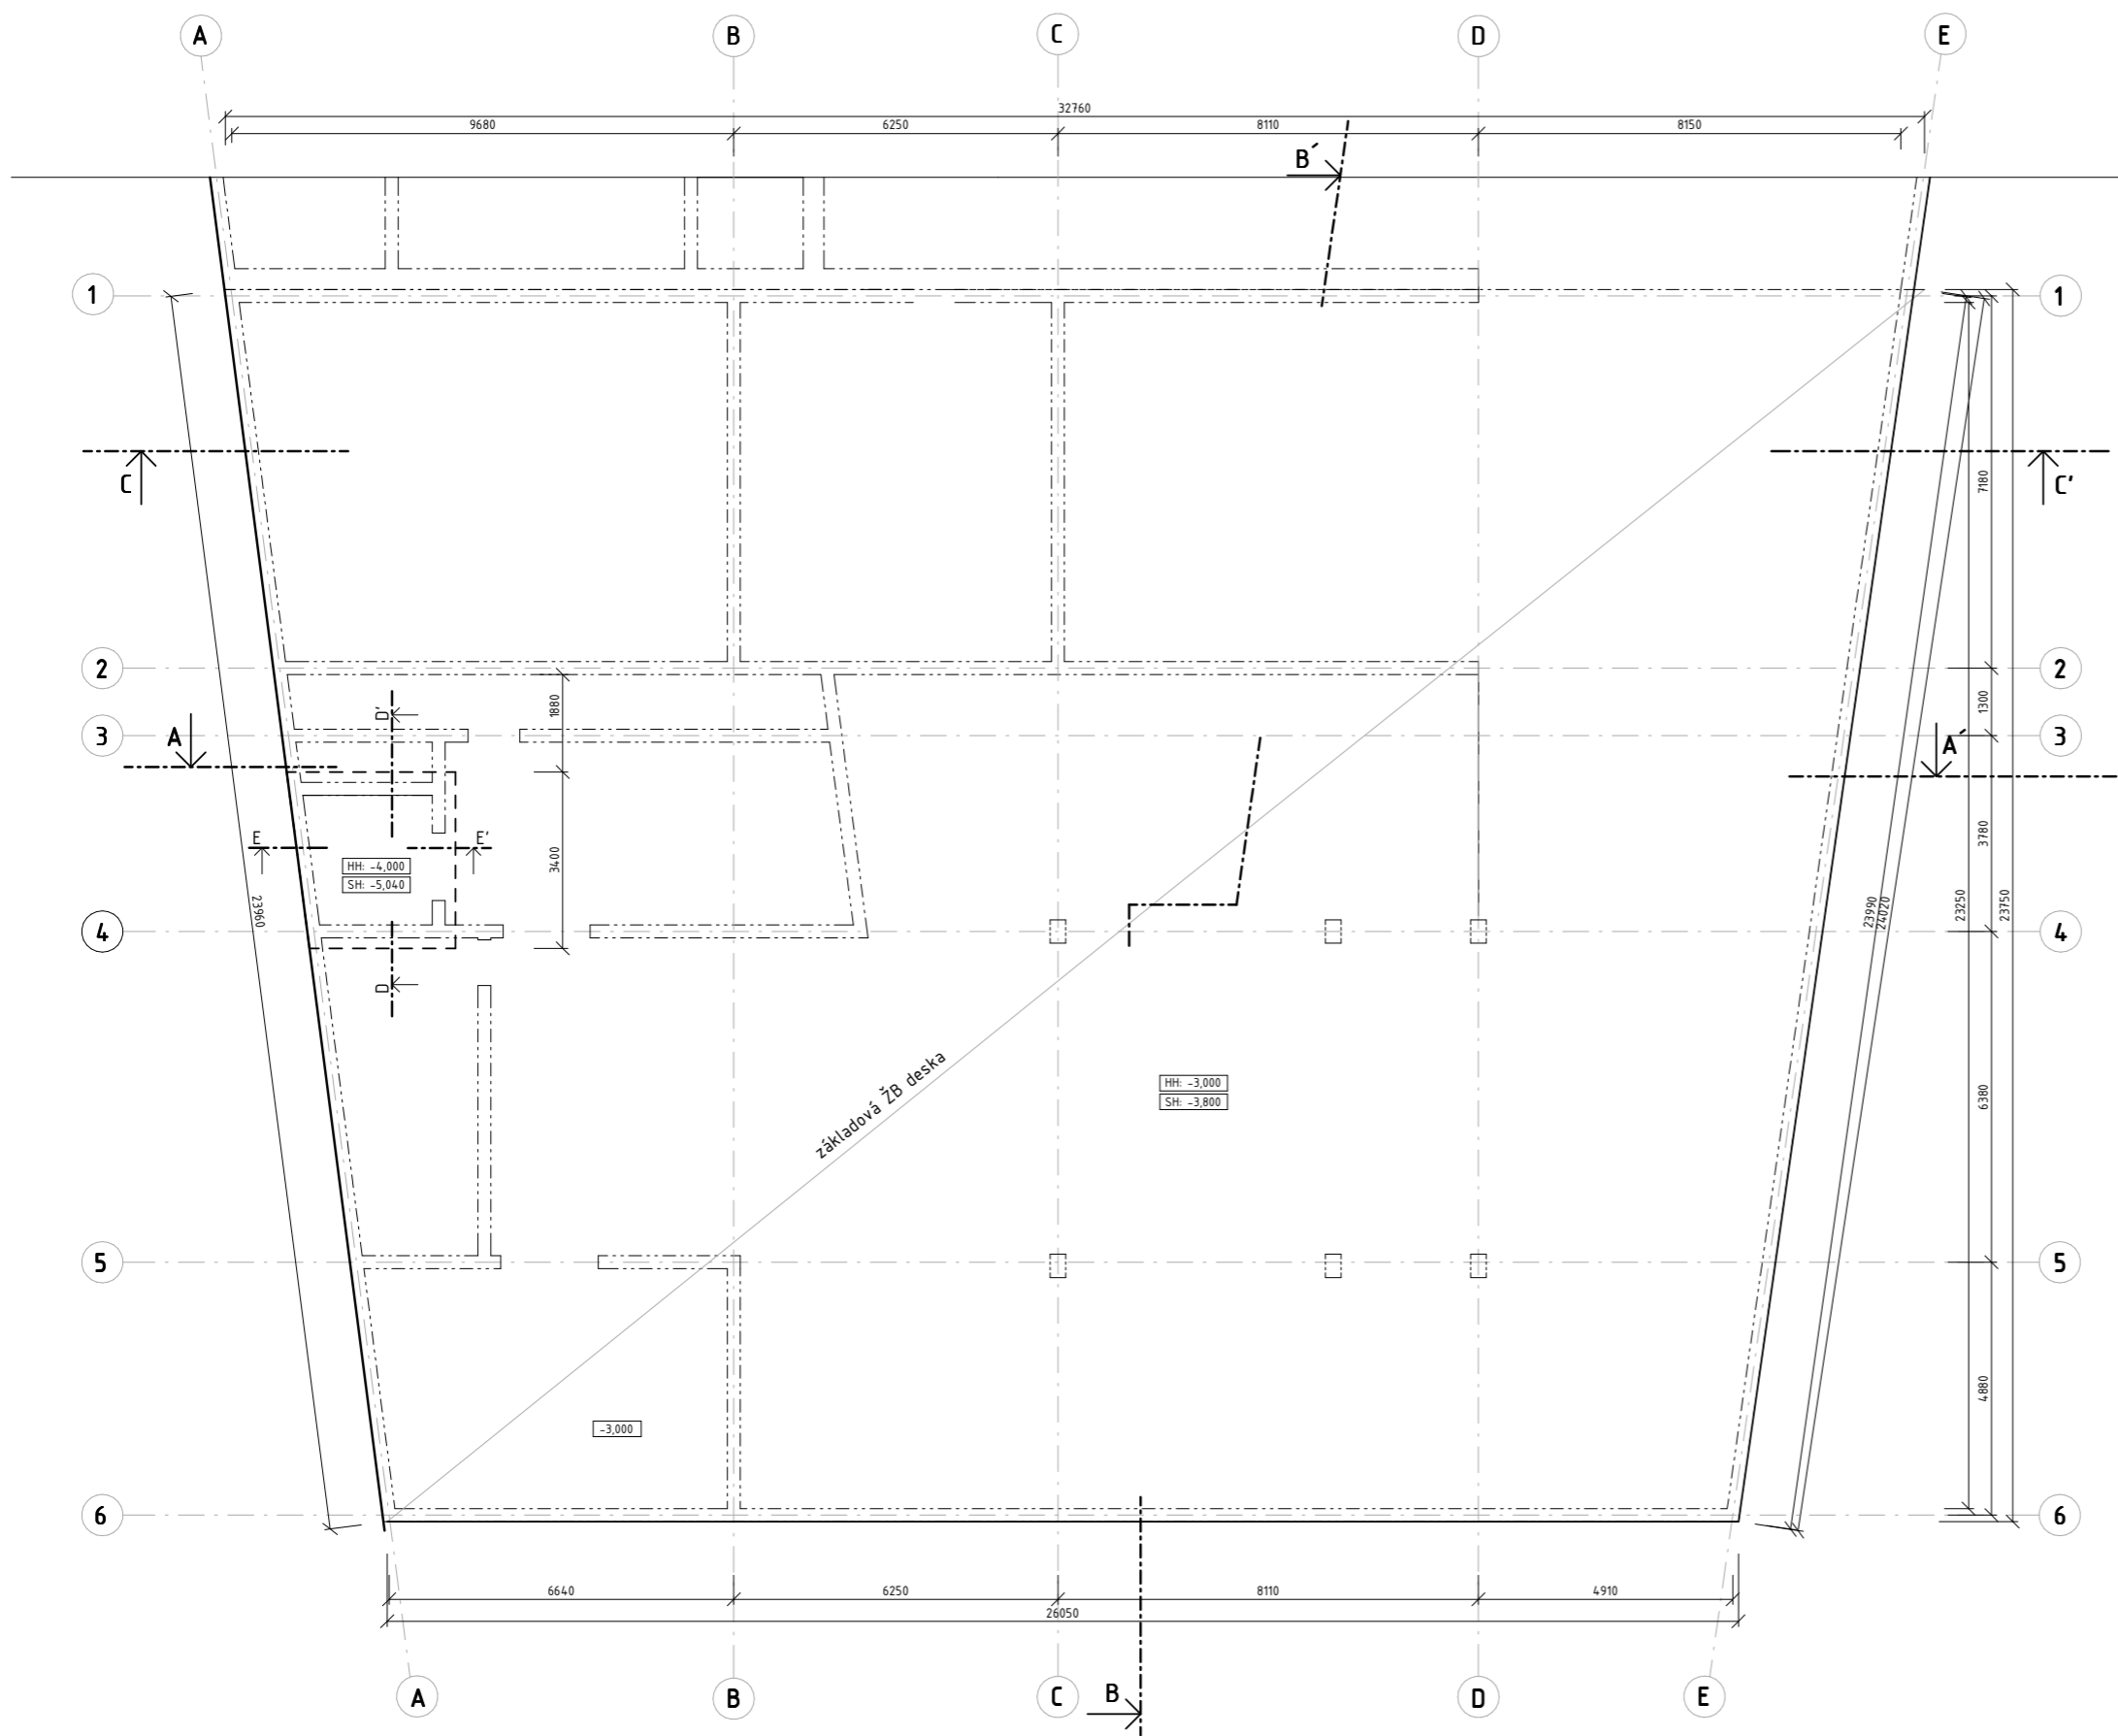 A B C D E
32760
9680 6250 8110 8150
B´
1 1
C C'
7180
2 2
1880
D'
1300
3 A A´ 3
E E'
3400
3780
HH: -4,000
SH: -5,040
23960
23990
24020
23250
23750
4 4
D
základová ŽB deska
HH: -3,000
SH: -3,800
6380
5 5
4880
-3,000
6 6
6640 6250 8110 4910
26050
A B C B D E